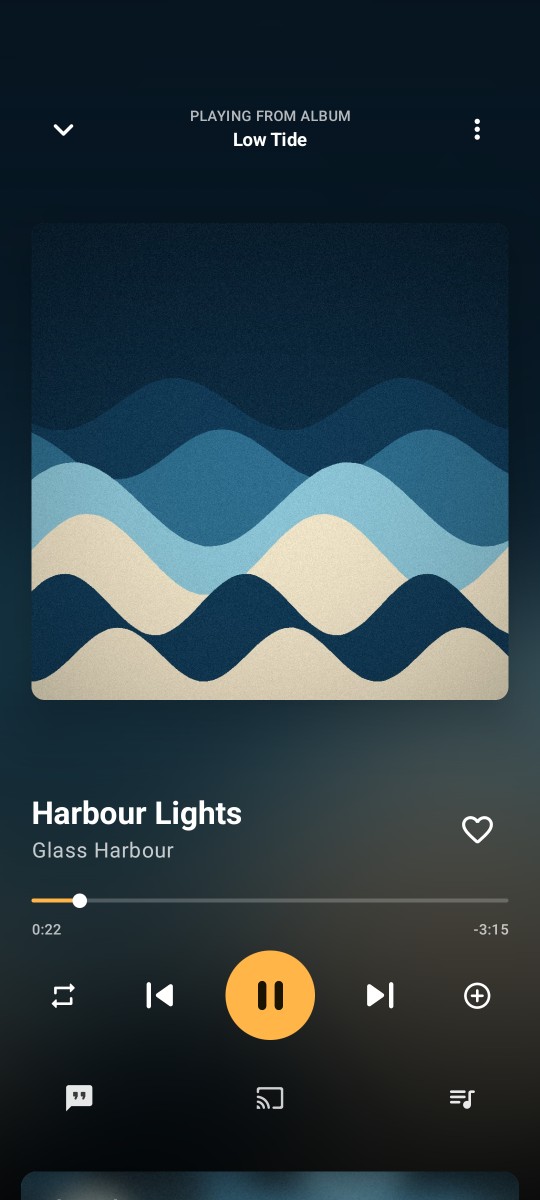 PLAYING FROM ALBUM
Low Tide
Harbour Lights
Glass Harbour
0:22
-3:15